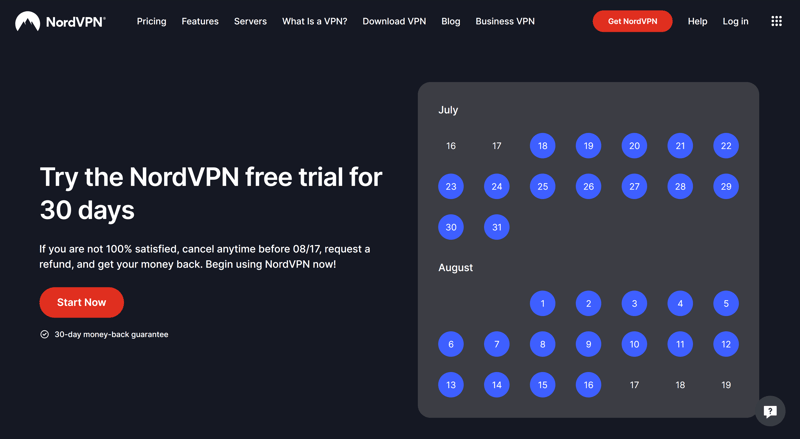 NordVPN® Pricing Features Servers What Is a VPN? Download VPN Blog Business VPN Get NordVPN Help Log in
Try the NordVPN free trial for
30 days
If you are not 100% satisfied, cancel anytime before 08/17, request a
refund, and get your money back. Begin using NordVPN now!
Start Now
30-day money-back guarantee
July
16 17 18 19 20 21 22
23 24 25 26 27 28 29
30 31
August
1 2 3 4 5
6 7 8 9 10 11 12
13 14 15 16 17 18 19
?